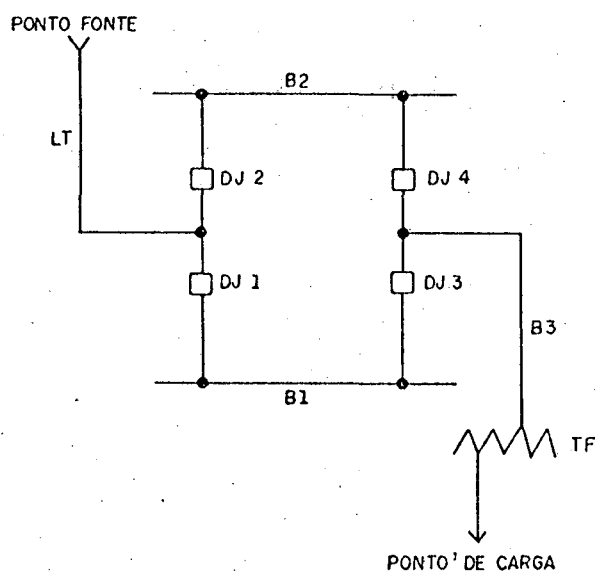 PONTO FONTE
B2
LT
DJ 2
DJ 4
DJ 1
DJ 3
B3
B1
TF
PONTO' DE CARGA